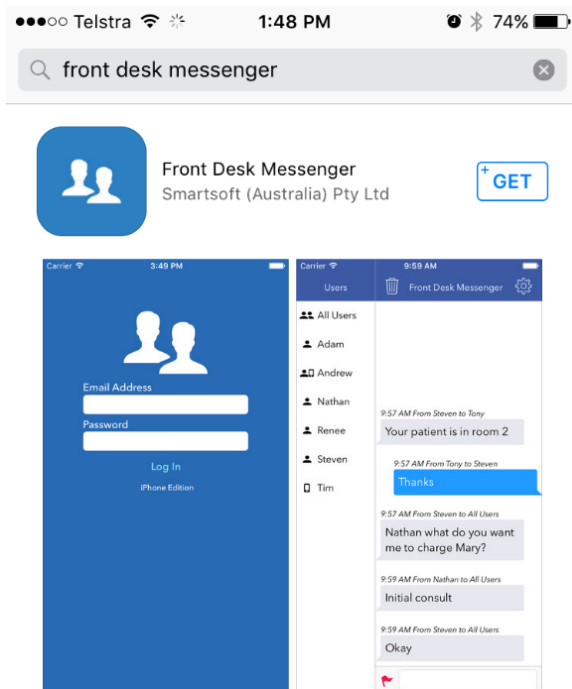 Telstra 1:48 PM 74%
front desk messenger
Front Desk Messenger
Smartsoft (Australia) Pty Ltd
+ GET
Carrier 3:49 PM
Email Address
Password
Log In
iPhone Edition
Carrier 9:59 AM
Users Front Desk Messenger
All Users
Adam
Andrew
Nathan
Renee
Steven
Tim
9:57 AM From Steven to Tony
Your patient is in room 2
9:57 AM From Tony to Steven
Thanks
9:57 AM From Steven to All Users
Nathan what do you want
me to charge Mary?
9:59 AM From Nathan to All Users
Initial consult
9:59 AM From Steven to All Users
Okay